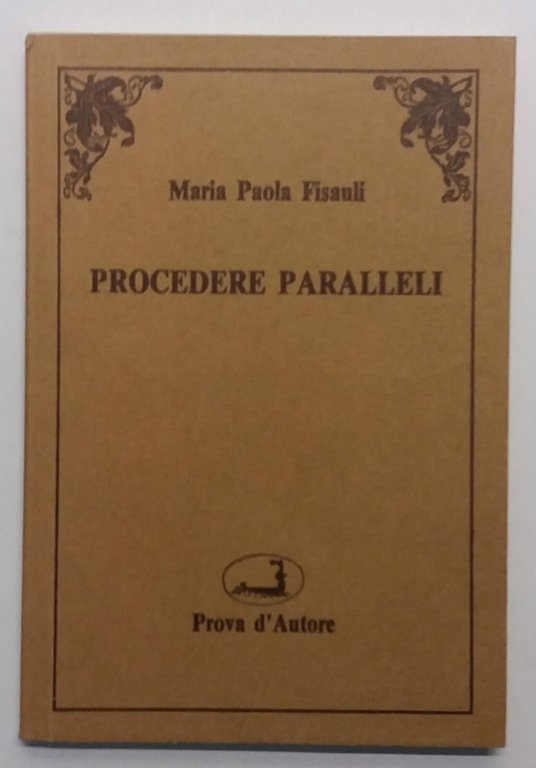 Maria Paola Fisauli
PROCEDERE PARALLELI
Prova d'Autore